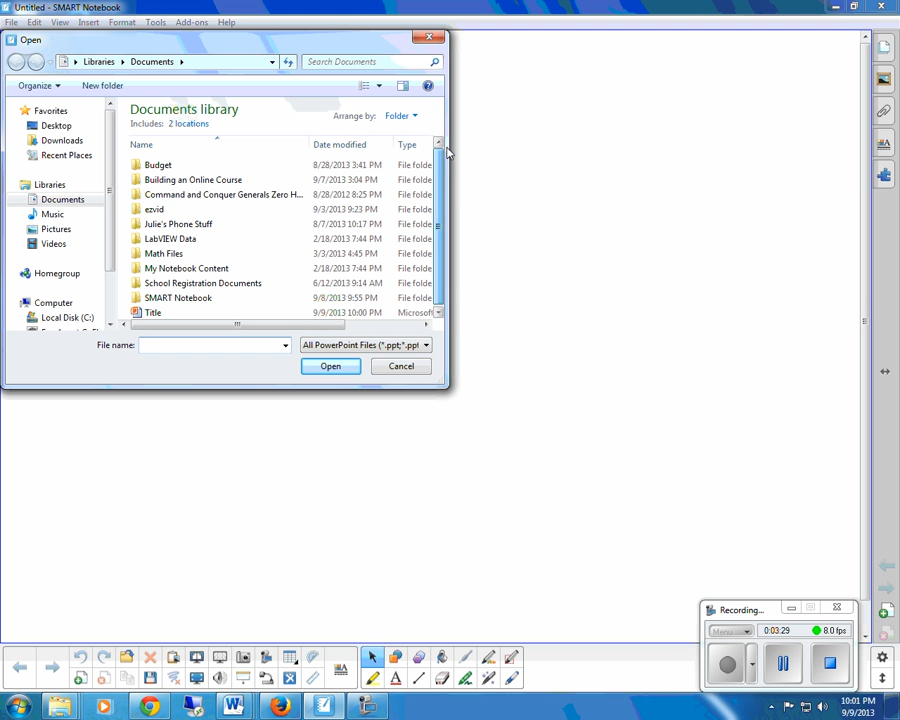 Untitled - SMART Notebook
File Edit View Insert Format Tools Add-ons Help
Open
Libraries Documents Search Documents
Organize New folder
Favorites
Desktop
Downloads
Recent Places
Libraries
Documents
Music
Pictures
Videos
Homegroup
Computer
Local Disk (C:)
Documents library
Includes: 2 locations
Arrange by: Folder
Name Date modified Type
Budget 8/28/2013 3:41 PM File folde
Building an Online Course 9/7/2013 3:04 PM File folde
Command and Conquer Generals Zero H... 8/28/2012 8:25 PM File folde
ezvid 9/3/2013 9:23 PM File folde
Julie's Phone Stuff 8/7/2013 10:17 PM File folde
LabVIEW Data 2/18/2013 7:44 PM File folde
Math Files 3/3/2013 4:45 PM File folde
My Notebook Content 2/18/2013 7:44 PM File folde
School Registration Documents 6/12/2013 9:14 AM File folde
SMART Notebook 9/8/2013 9:55 PM File folde
Title 9/9/2013 10:00 PM Microsof
File name: All PowerPoint Files (*.ppt;*.ppt
Open Cancel
Recording...
Menu 0:03:29 8.0 fps
10:01 PM
9/9/2013